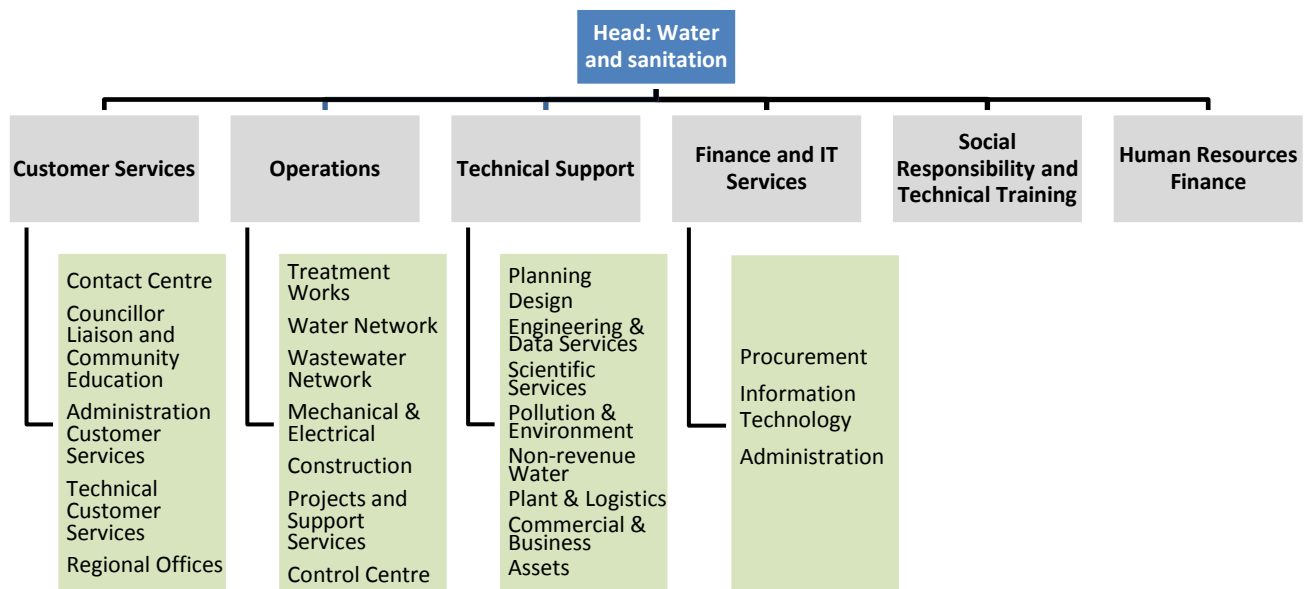 Head: Water
and sanitation
Customer Services
Operations
Technical Support
Finance and IT
Services
Social
Responsibility and
Technical Training
Human Resources
Finance
Contact Centre
Councillor
Liaison and
Community
Education
Administration
Customer
Services
Technical
Customer
Services
Regional Offices
Treatment
Works
Water Network
Wastewater
Network
Mechanical &
Electrical
Construction
Projects and
Support
Services
Control Centre
Planning
Design
Engineering &
Data Services
Scientific
Services
Pollution &
Environment
Non-revenue
Water
Plant & Logistics
Commercial &
Business
Assets
Procurement
Information
Technology
Administration